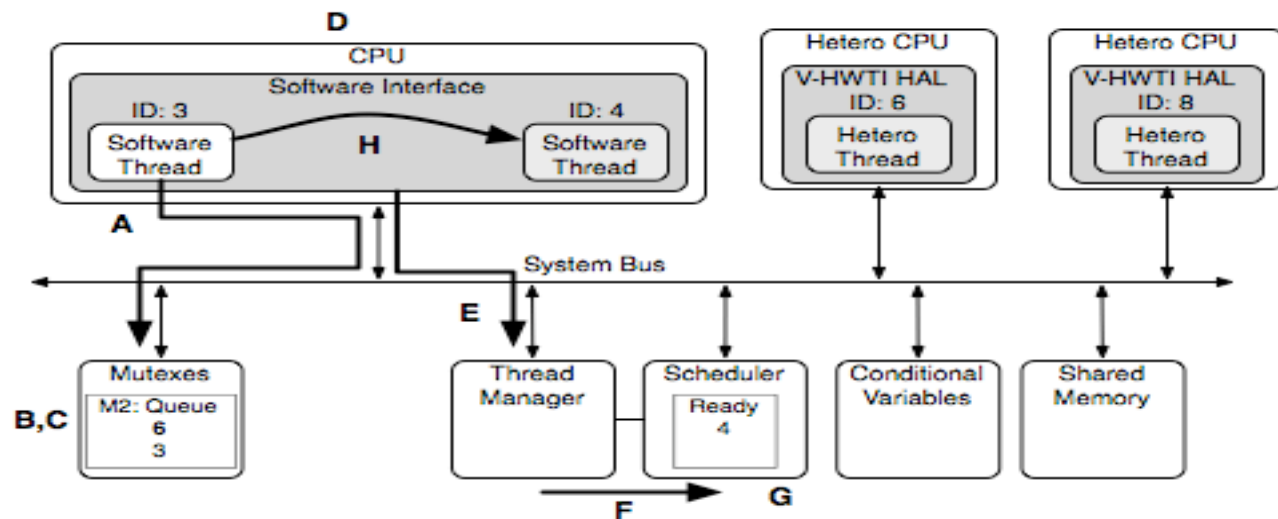 D
CPU
Software Interface
ID: 3
Software
Thread
H
ID: 4
Software
Thread
Hetero CPU
V-HWTI HAL
ID: 6
Hetero
Thread
Hetero CPU
V-HWTI HAL
ID: 8
Hetero
Thread
A
System Bus
E
B,C
Mutexes
M2: Queue
6
3
Thread
Manager
Scheduler
Ready
4
Conditional
Variables
Shared
Memory
F
G